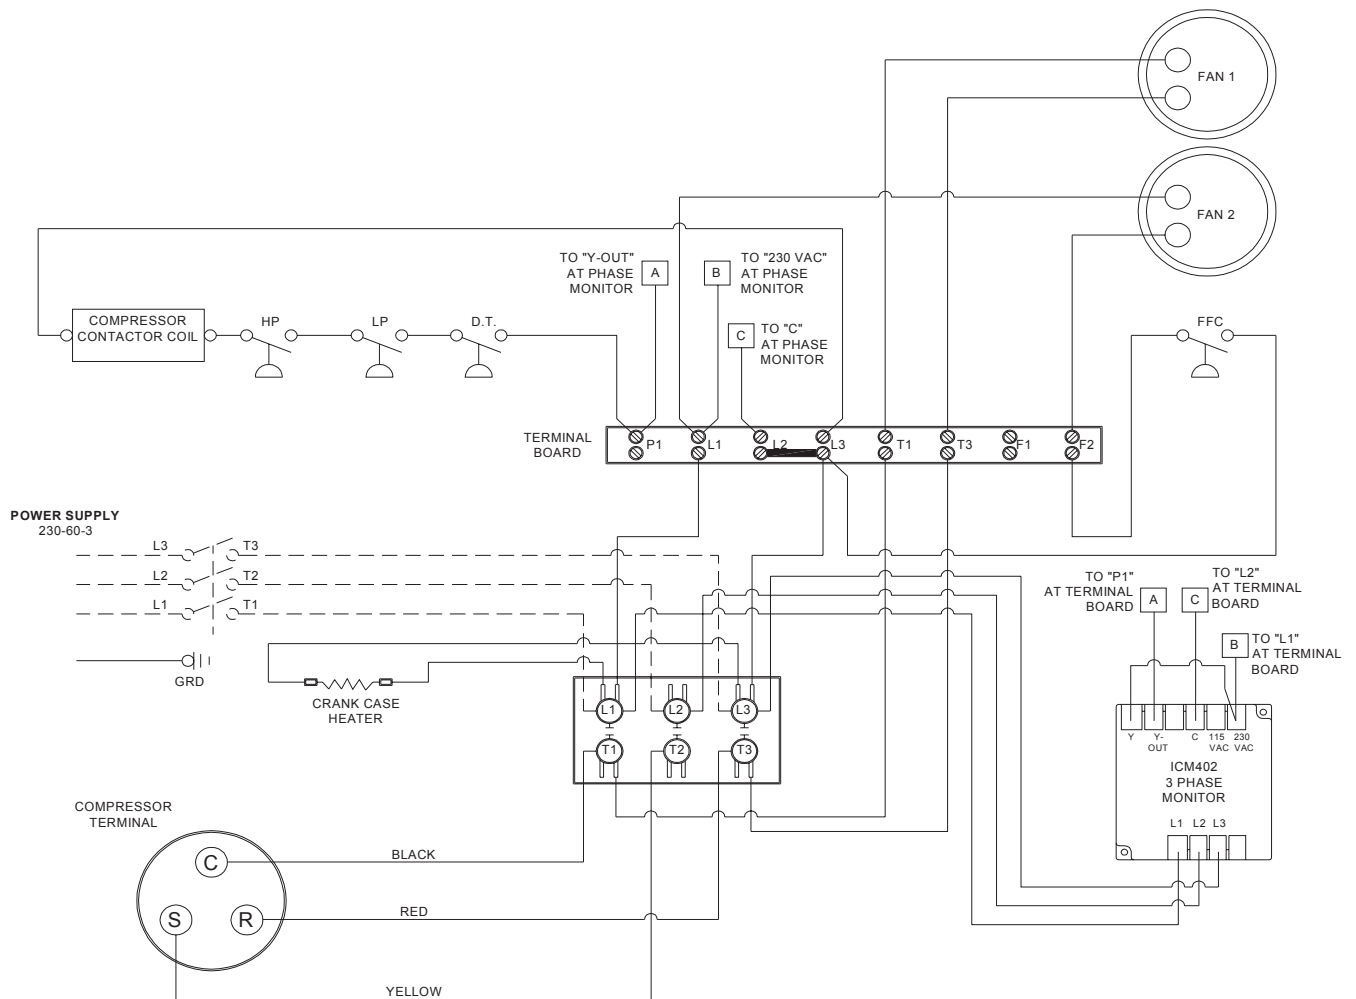 FAN 1
FAN 2
TO "Y-OUT"
AT PHASE
MONITOR
A
B
TO "230 VAC"
AT PHASE
MONITOR
C
TO "C"
AT PHASE
MONITOR
COMPRESSOR
CONTACTOR COIL
HP
LP
D.T.
FFC
TERMINAL
BOARD
P1
L1
L2
L3
T1
T3
F1
F2
POWER SUPPLY
230-60-3
L3
T3
L2
T2
L1
T1
GRD
CRANK CASE
HEATER
TO "P1"
AT TERMINAL
BOARD
A
C
TO "L2"
AT TERMINAL
BOARD
B
TO "L1"
AT TERMINAL
BOARD
L1
L2
L3
T1
T2
T3
Y
Y-
OUT
C
115
VAC
230
VAC
ICM402
3 PHASE
MONITOR
L1
L2
L3
COMPRESSOR
TERMINAL
C
S
R
BLACK
RED
YELLOW